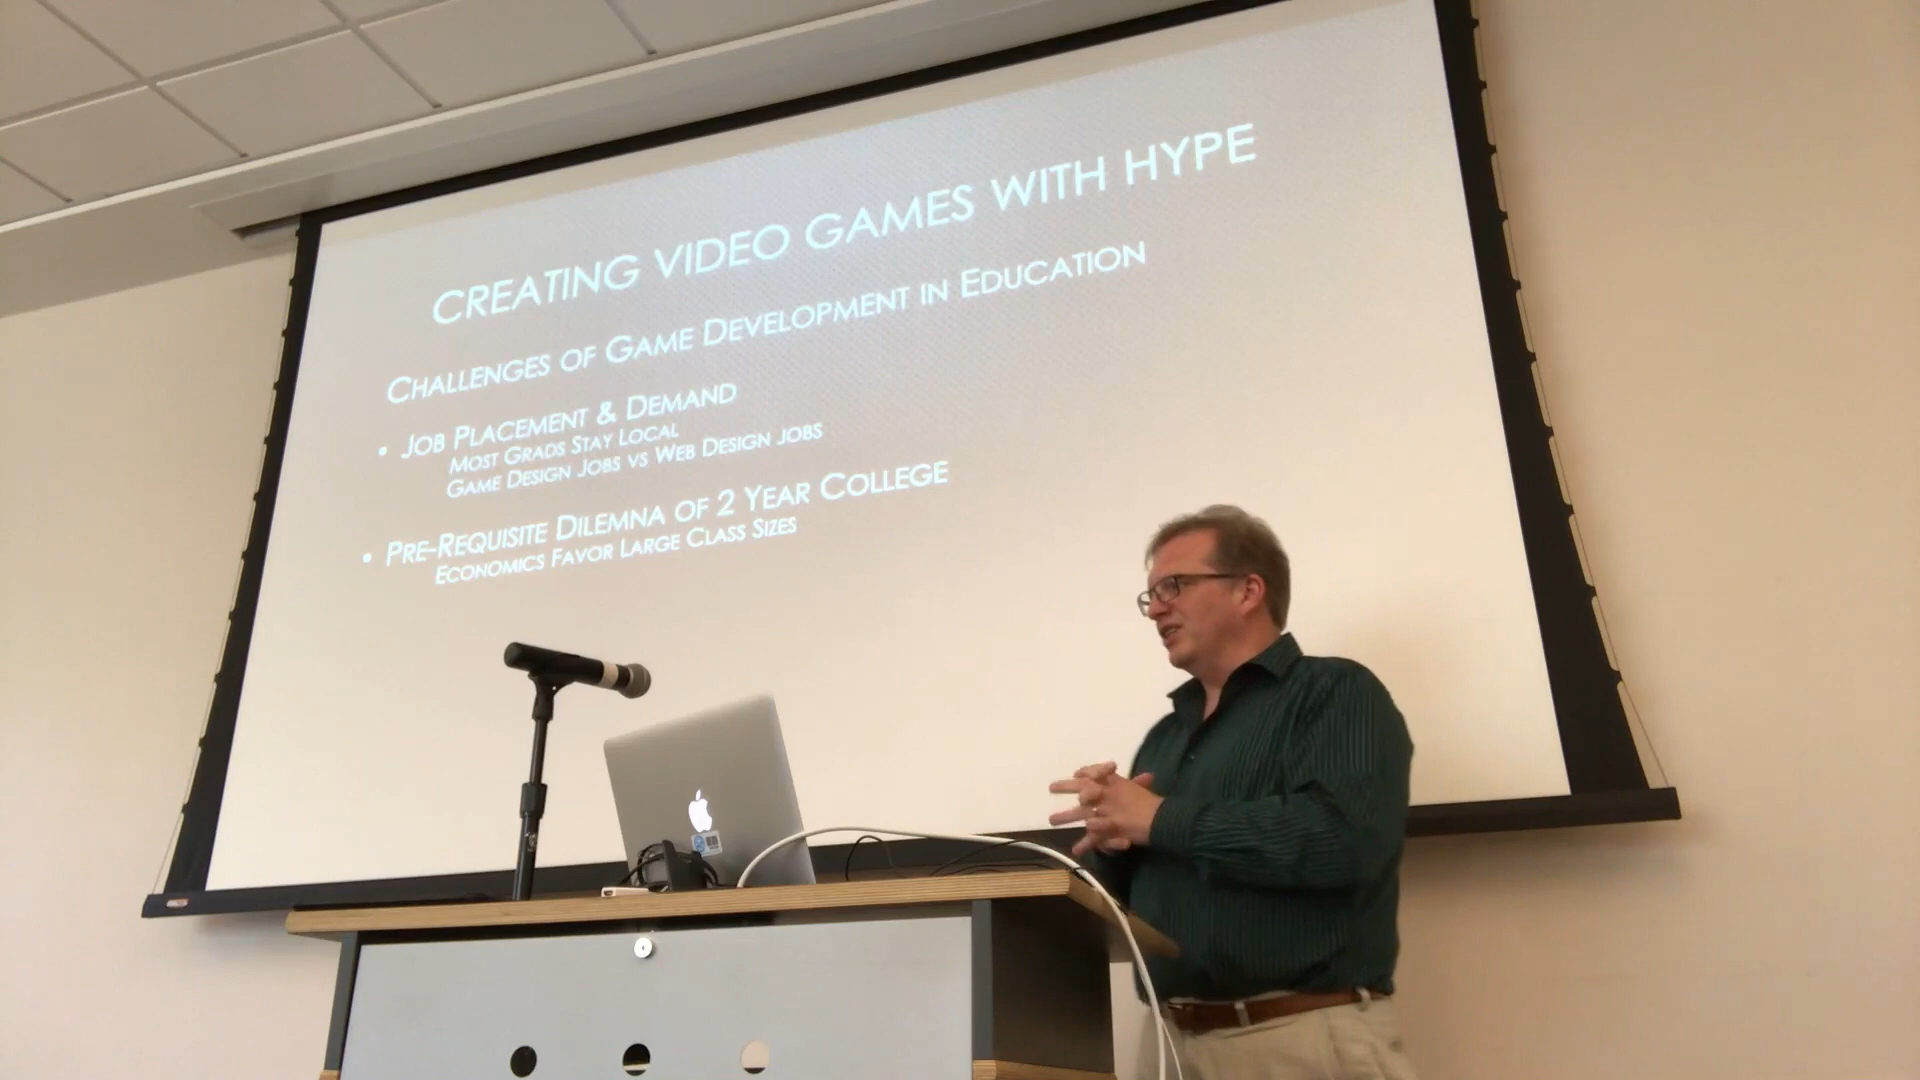 CREATING VIDEO GAMES WITH HYPE
CHALLENGES OF GAME DEVELOPMENT IN EDUCATION
• JOB PLACEMENT & DEMAND
MOST GRADS STAY LOCAL
GAME DESIGN JOBS VS WEB DESIGN JOBS
• PRE-REQUISITE DILEMNA OF 2 YEAR COLLEGE
ECONOMICS FAVOR LARGE CLASS SIZES